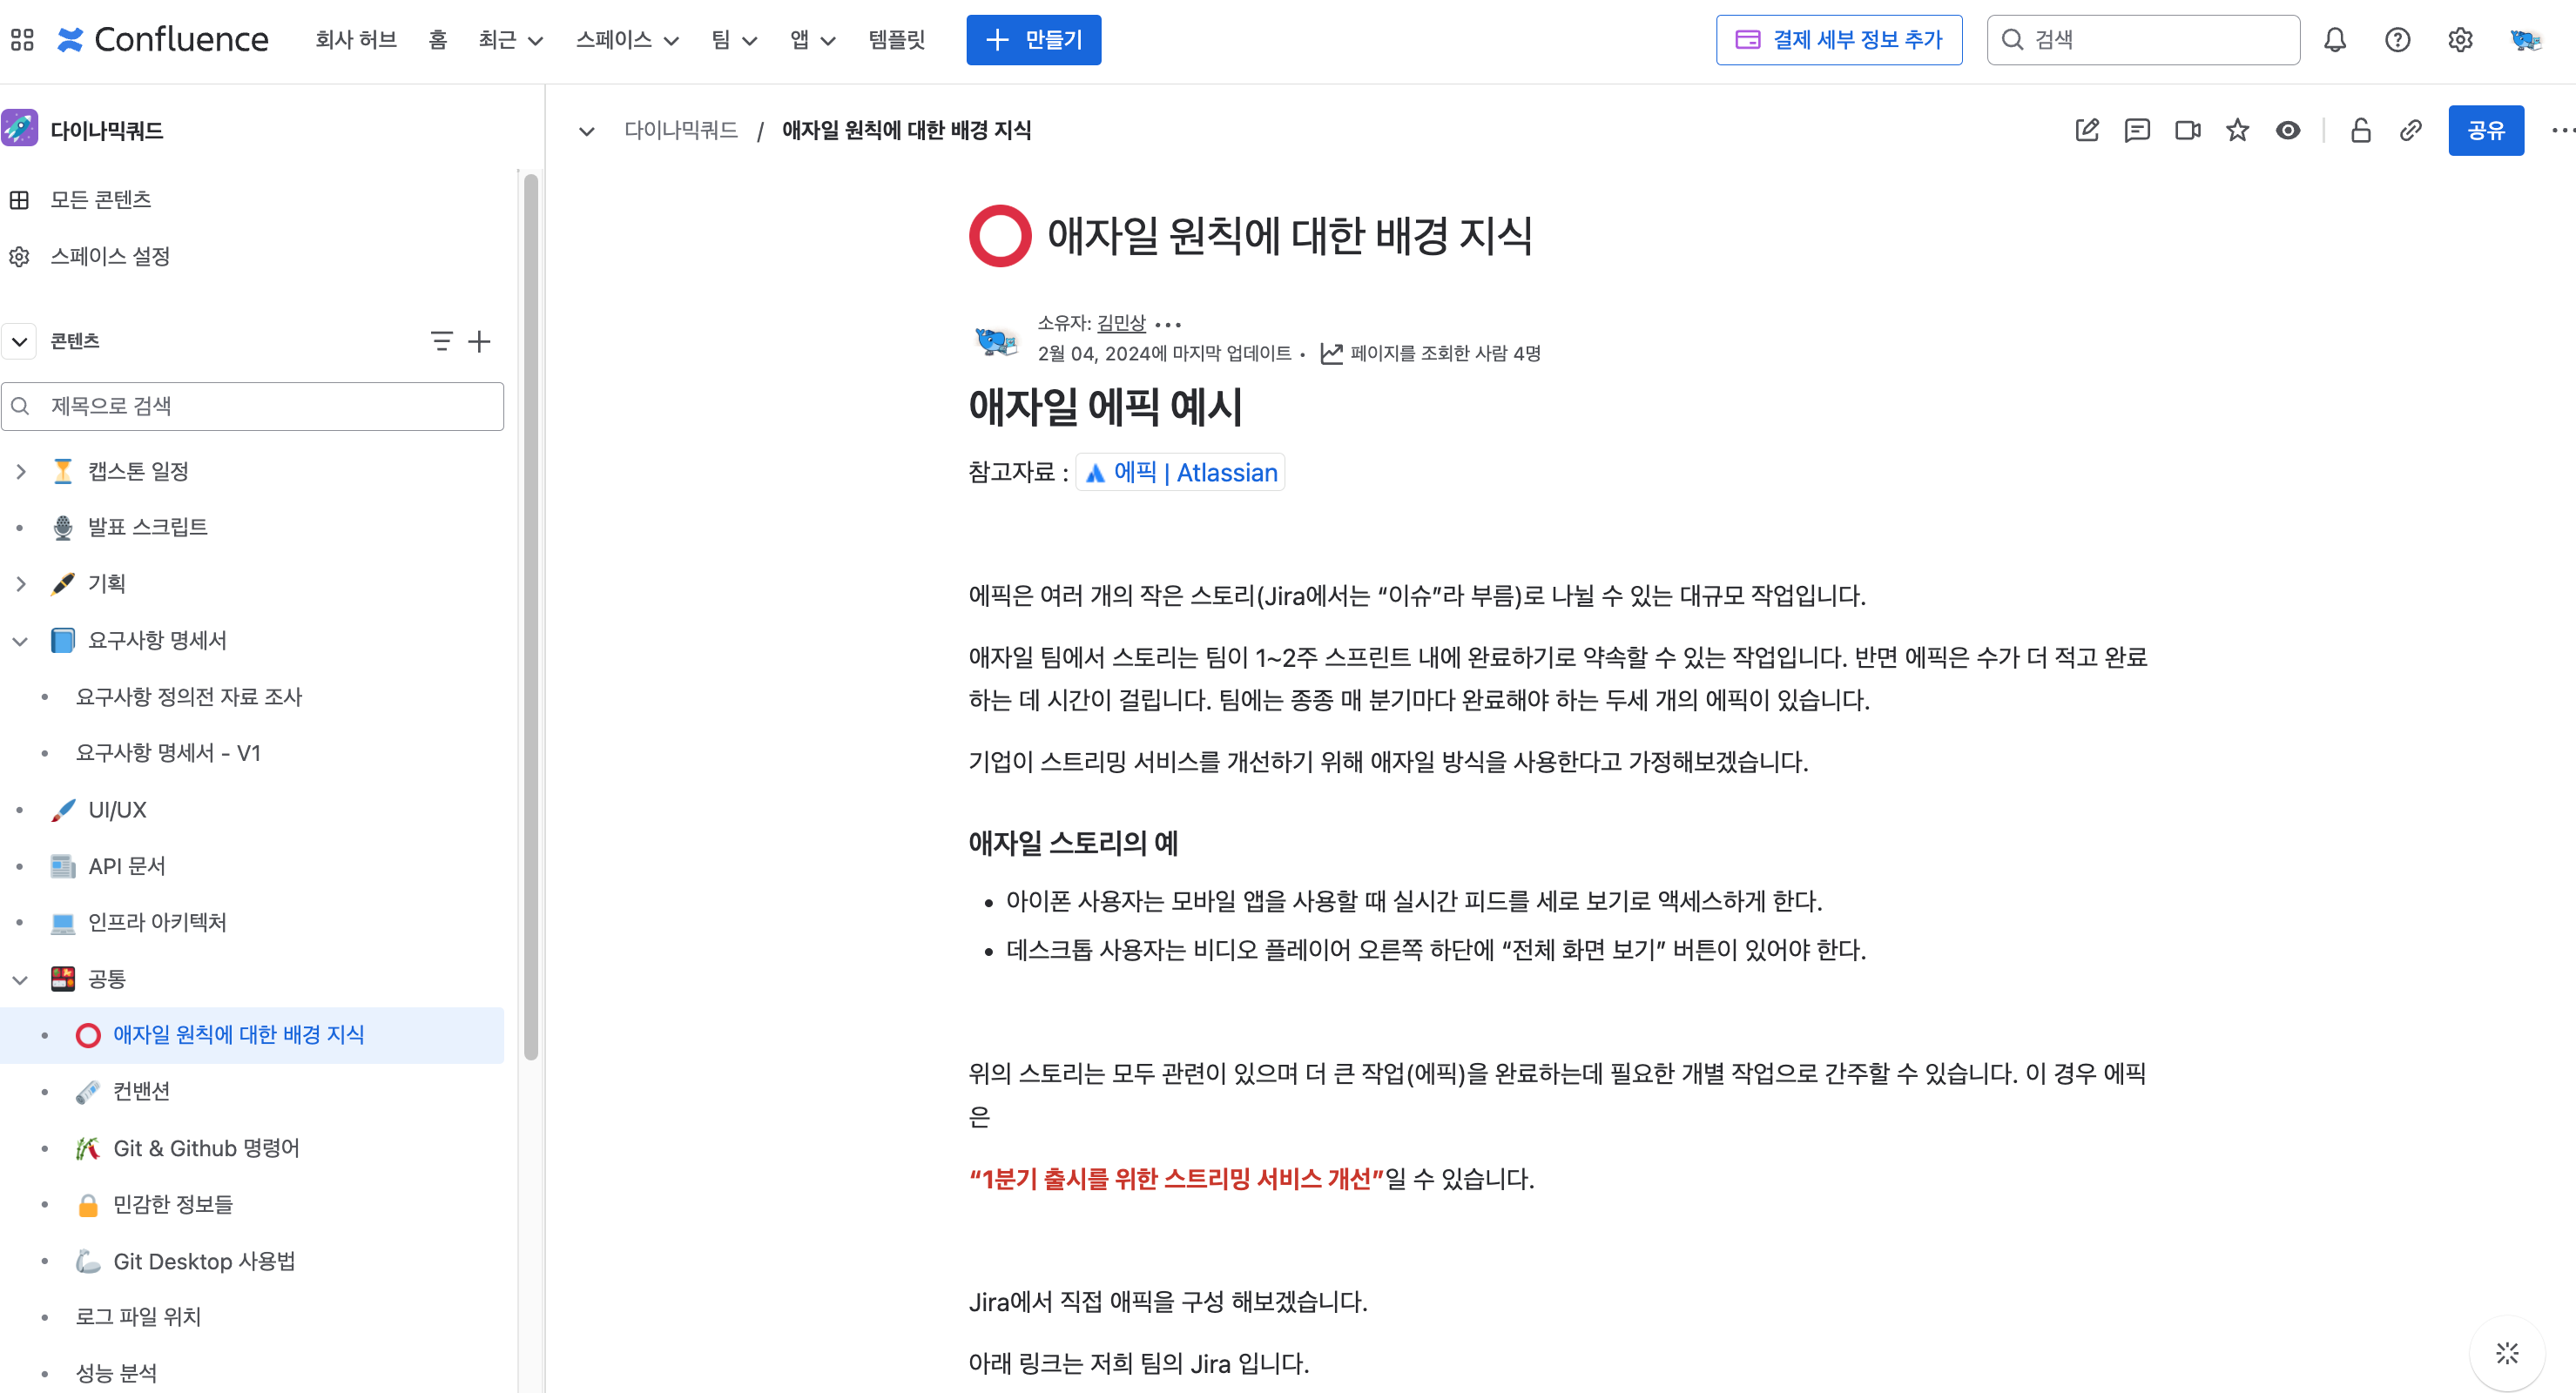 Confluence
회사 허브
홈
최근
스페이스
팀
앱
템플릿
만들기
결제 세부 정보 추가
검색
다이나믹쿼드
모든 콘텐츠
스페이스 설정
콘텐츠
제목으로 검색
캡스톤 일정
발표 스크립트
기획
요구사항 명세서
요구사항 정의전 자료 조사
요구사항 명세서 - V1
UI/UX
API 문서
인프라 아키텍처
공통
애자일 원칙에 대한 배경 지식
컨밴션
Git & Github 명령어
민감한 정보들
Git Desktop 사용법
로그 파일 위치
성능 분석
다이나믹쿼드 / 애자일 원칙에 대한 배경 지식
공유
애자일 원칙에 대한 배경 지식
소유자: 김민상
2월 04, 2024에 마지막 업데이트 • 페이지를 조회한 사람 4명
애자일 에픽 예시
참고자료 : 에픽 | Atlassian
에픽은 여러 개의 작은 스토리(Jira에서는 “이슈”라 부름)로 나뉠 수 있는 대규모 작업입니다.
애자일 팀에서 스토리는 팀이 1~2주 스프린트 내에 완료하기로 약속할 수 있는 작업입니다. 반면 에픽은 수가 더 적고 완료
하는 데 시간이 걸립니다. 팀에는 종종 매 분기마다 완료해야 하는 두세 개의 에픽이 있습니다.
기업이 스트리밍 서비스를 개선하기 위해 애자일 방식을 사용한다고 가정해보겠습니다.
애자일 스토리의 예
• 아이폰 사용자는 모바일 앱을 사용할 때 실시간 피드를 세로 보기로 액세스하게 한다.
• 데스크톱 사용자는 비디오 플레이어 오른쪽 하단에 “전체 화면 보기” 버튼이 있어야 한다.
위의 스토리는 모두 관련이 있으며 더 큰 작업(에픽)을 완료하는데 필요한 개별 작업으로 간주할 수 있습니다. 이 경우 에픽
은
“1분기 출시를 위한 스트리밍 서비스 개선”일 수 있습니다.
Jira에서 직접 애픽을 구성 해보겠습니다.
아래 링크는 저희 팀의 Jira 입니다.